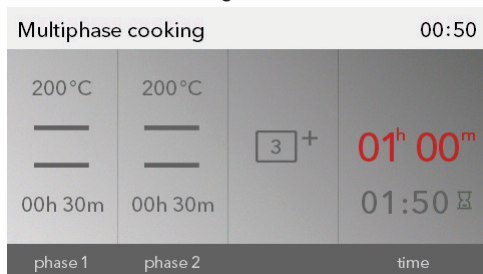 Multiphase cooking 00:50
200°C 200°C
3 +
01h 00m
00h 30m 00h 30m 01:50
phase 1 phase 2 time